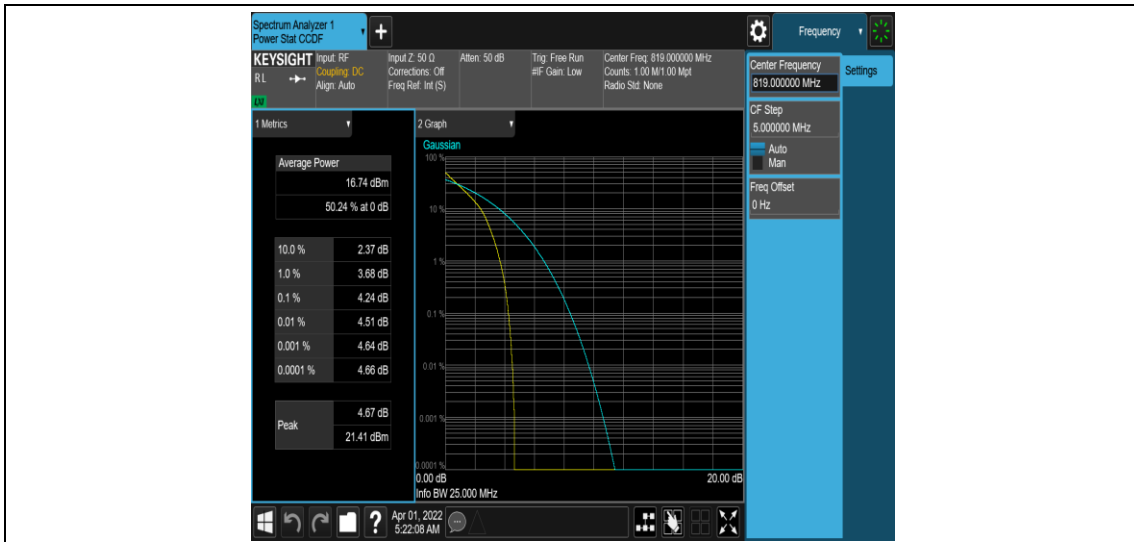 Spectrum Analyzer 1
Power Stat CCDF
Frequency
KEYSIGHT
RL
LXI
Input: RF
Coupling: DC
Align: Auto
Input Z: 50 Ω
Corrections: Off
Freq Ref: Int (S)
Atten: 50 dB
Trig: Free Run
#IF Gain: Low
Center Freq: 819.000000 MHz
Counts: 1.00 M/1.00 Mpt
Radio Std: None
Center Frequency
819.000000 MHz
Settings
CF Step
5.000000 MHz
Auto
Man
Freq Offset
0 Hz
1 Metrics
Average Power
16.74 dBm
50.24 % at 0 dB
10.0 % 2.37 dB
1.0 % 3.68 dB
0.1 % 4.24 dB
0.01 % 4.51 dB
0.001 % 4.64 dB
0.0001 % 4.66 dB
Peak 4.67 dB
21.41 dBm
2 Graph
Gaussian
100 %
10 %
1 %
0.1 %
0.01 %
0.001 %
0.0001 %
0.00 dB 20.00 dB
Info BW 25.000 MHz
?
Apr 01, 2022
5:22:08 AM